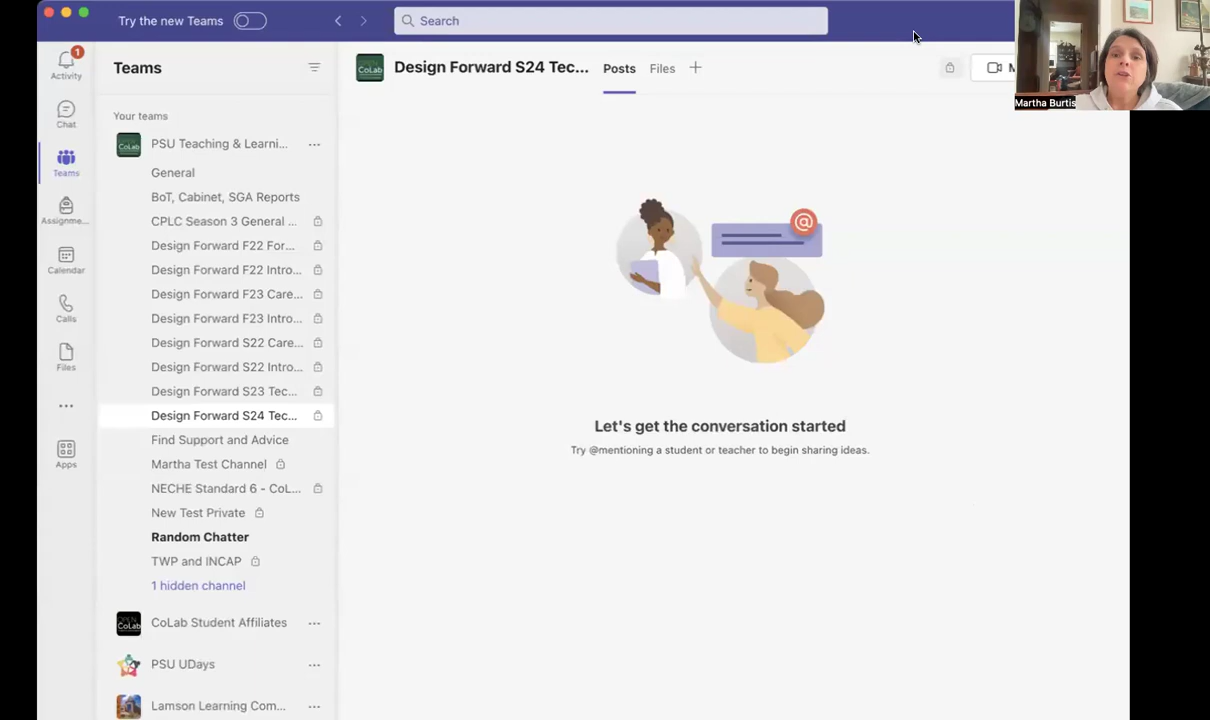 Try the new Teams
Search
1
Activity
Chat
Teams
Assignme...
Calendar
Calls
Files
Apps
Teams
Your teams
PSU Teaching & Learni...
General
BoT, Cabinet, SGA Reports
CPLC Season 3 General ...
Design Forward F22 For...
Design Forward F22 Intro...
Design Forward F23 Care...
Design Forward F23 Intro...
Design Forward S22 Care...
Design Forward S22 Intro...
Design Forward S23 Tec...
Design Forward S24 Tec...
Find Support and Advice
Martha Test Channel
NECHE Standard 6 - CoL...
New Test Private
Random Chatter
TWP and INCAP
1 hidden channel
CoLab Student Affiliates
PSU UDays
Lamson Learning Com...
Design Forward S24 Tec...
Posts
Files
Martha Burtis
@
Let's get the conversation started
Try @mentioning a student or teacher to begin sharing ideas.